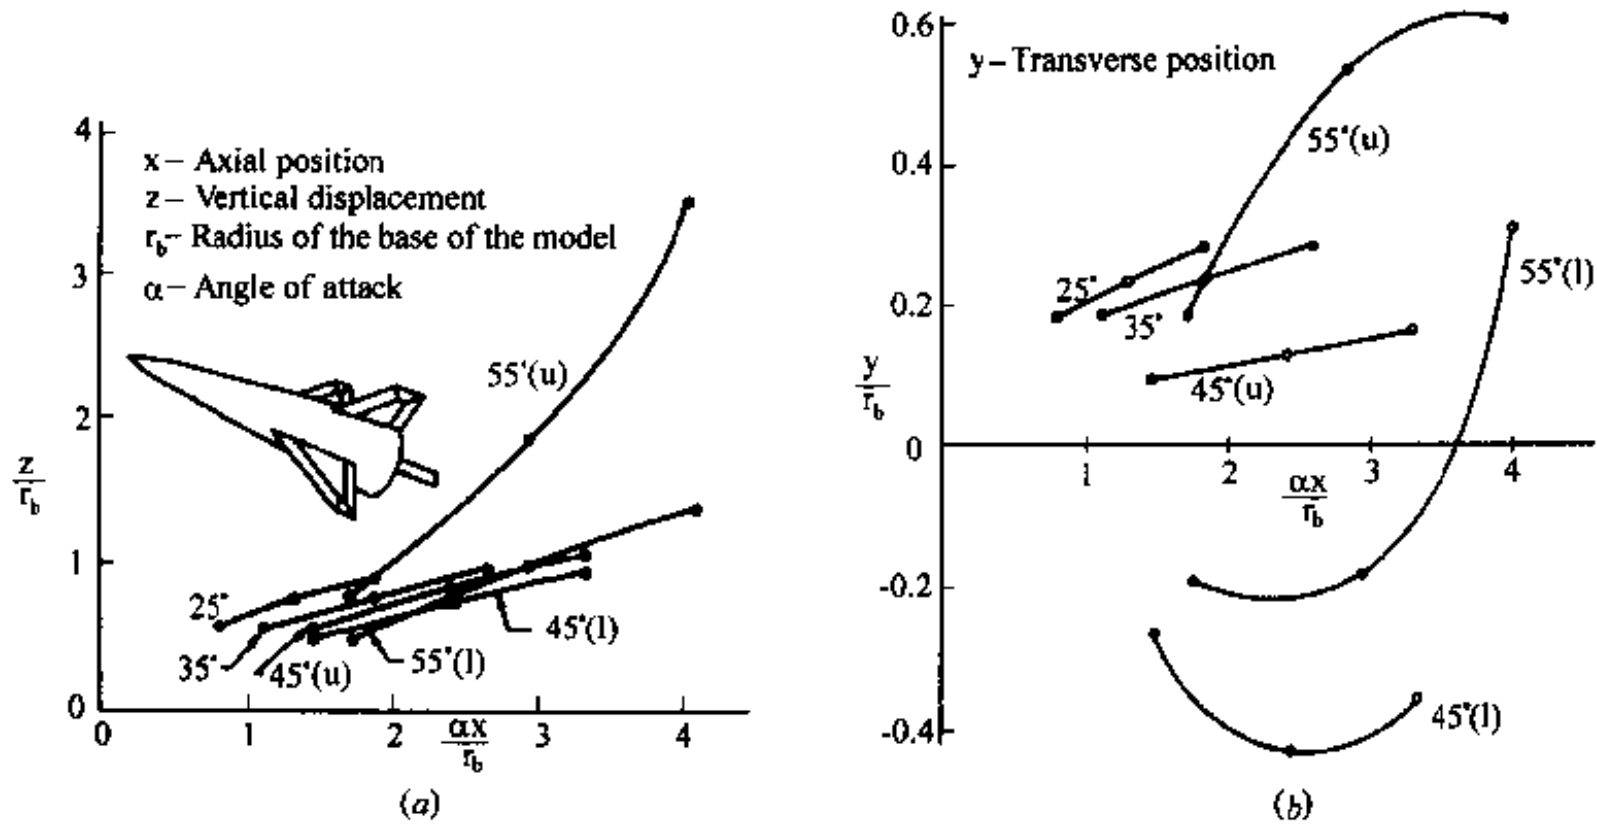 4
x – Axial position
z – Vertical displacement
r_b – Radius of the base of the model
α – Angle of attack
3
55°(u)
2
z/r_b
1
25°
35°
45°(u)
55°(l)
45°(l)
0
0 1 2 αx/r_b 3 4
(a)
0.6
y – Transverse position
55°(u)
0.4
25°
35°
55°(l)
0.2
45°(u)
y/r_b
0
1 2 αx/r_b 3 4
-0.2
45°(l)
-0.4
(b)